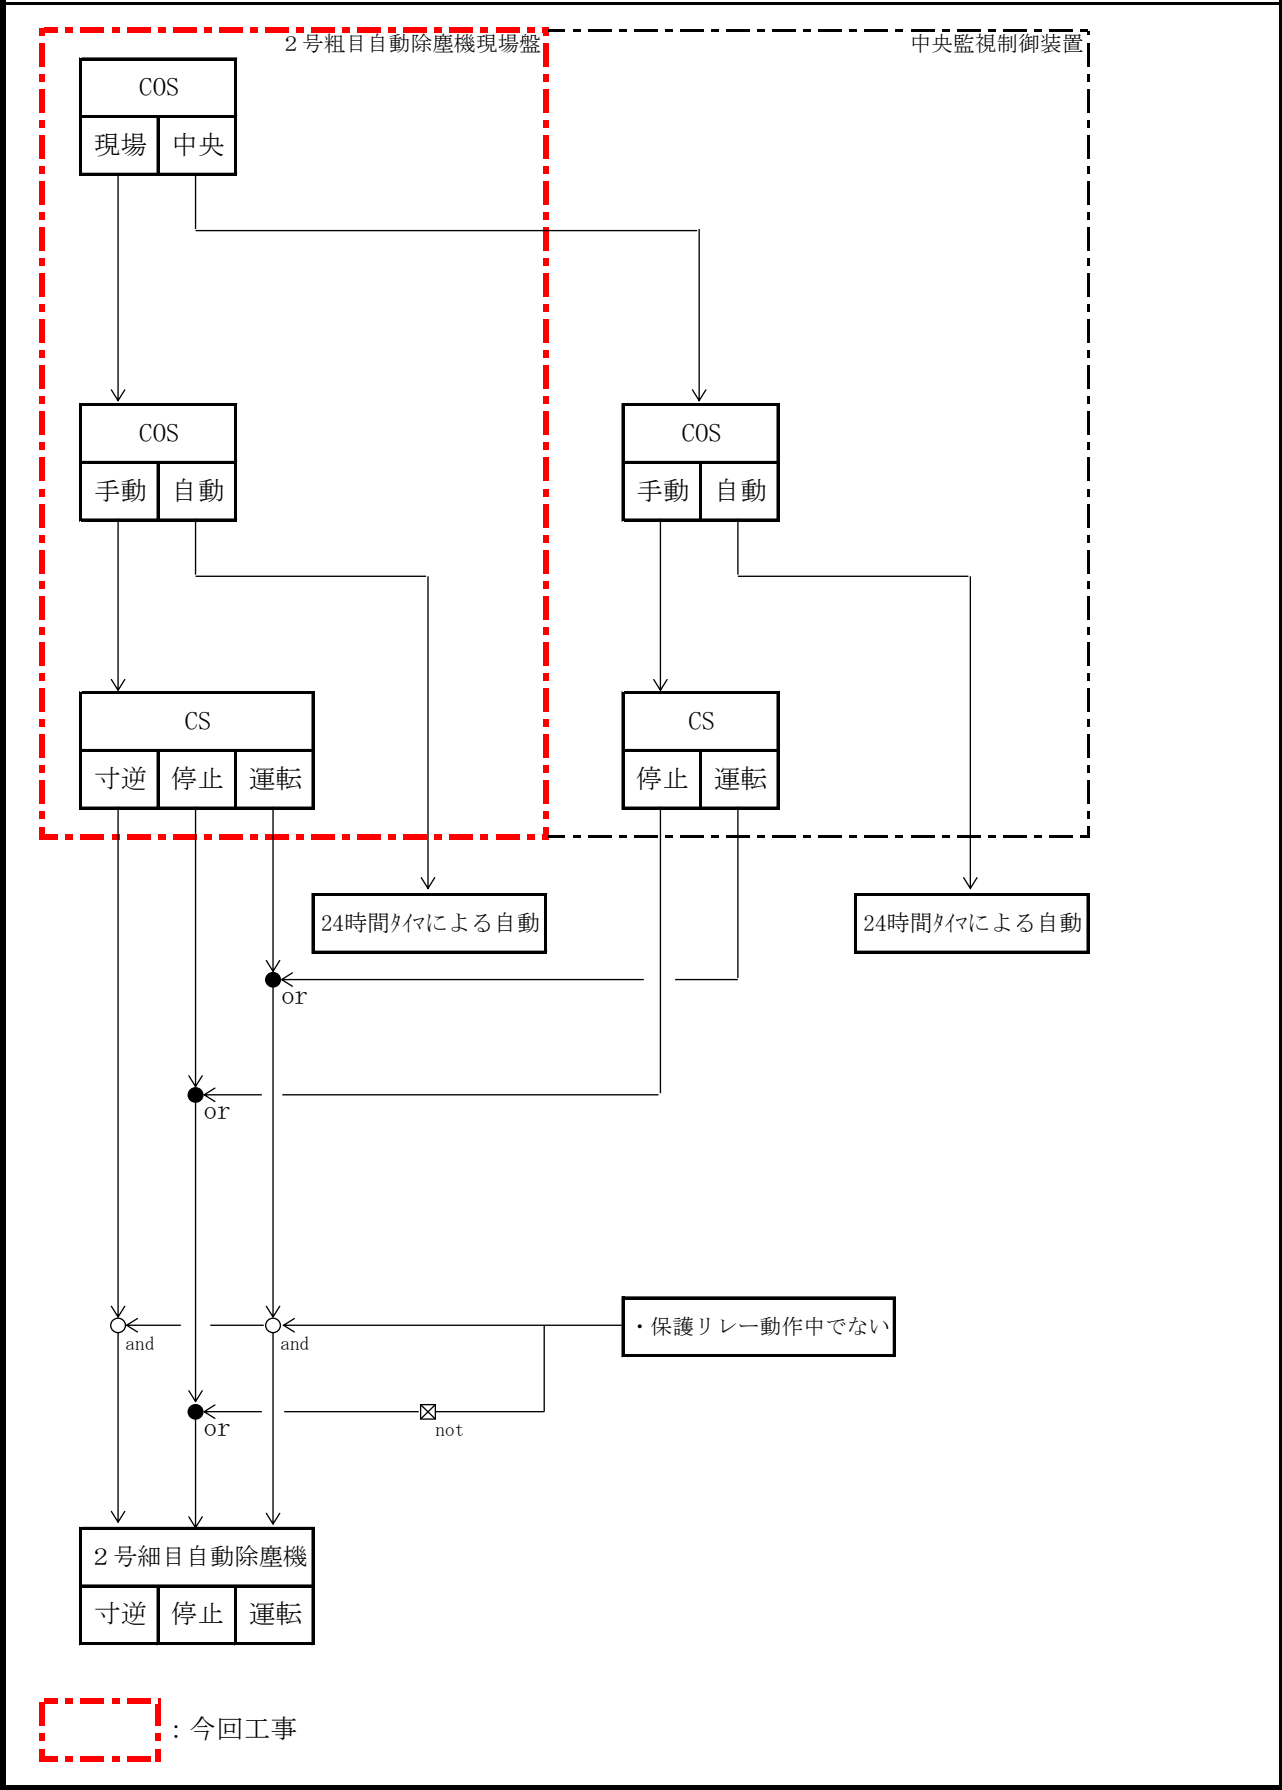 ２号粗目自動除塵機現場盤
中央監視制御装置
COS
現場 中央
COS
手動 自動
COS
手動 自動
CS
寸逆 停止 運転
CS
停止 運転
24時間ﾀｲﾏによる自動
24時間ﾀｲﾏによる自動
or
or
・保護リレー動作中でない
and
and
or
not
２号細目自動除塵機
寸逆 停止 運転
：今回工事